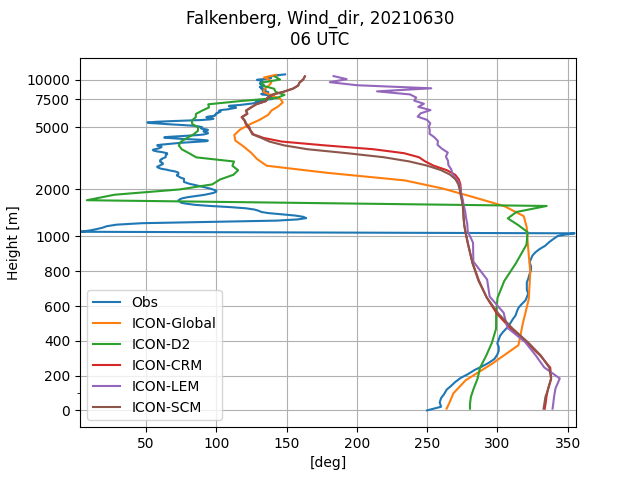 Falkenberg, Wind_dir, 20210630
06 UTC
10000
7500
5000
2000
1000
800
600
400
200
0
Height [m]
Obs
ICON-Global
ICON-D2
ICON-CRM
ICON-LEM
ICON-SCM
50 100 150 200 250 300 350
[deg]